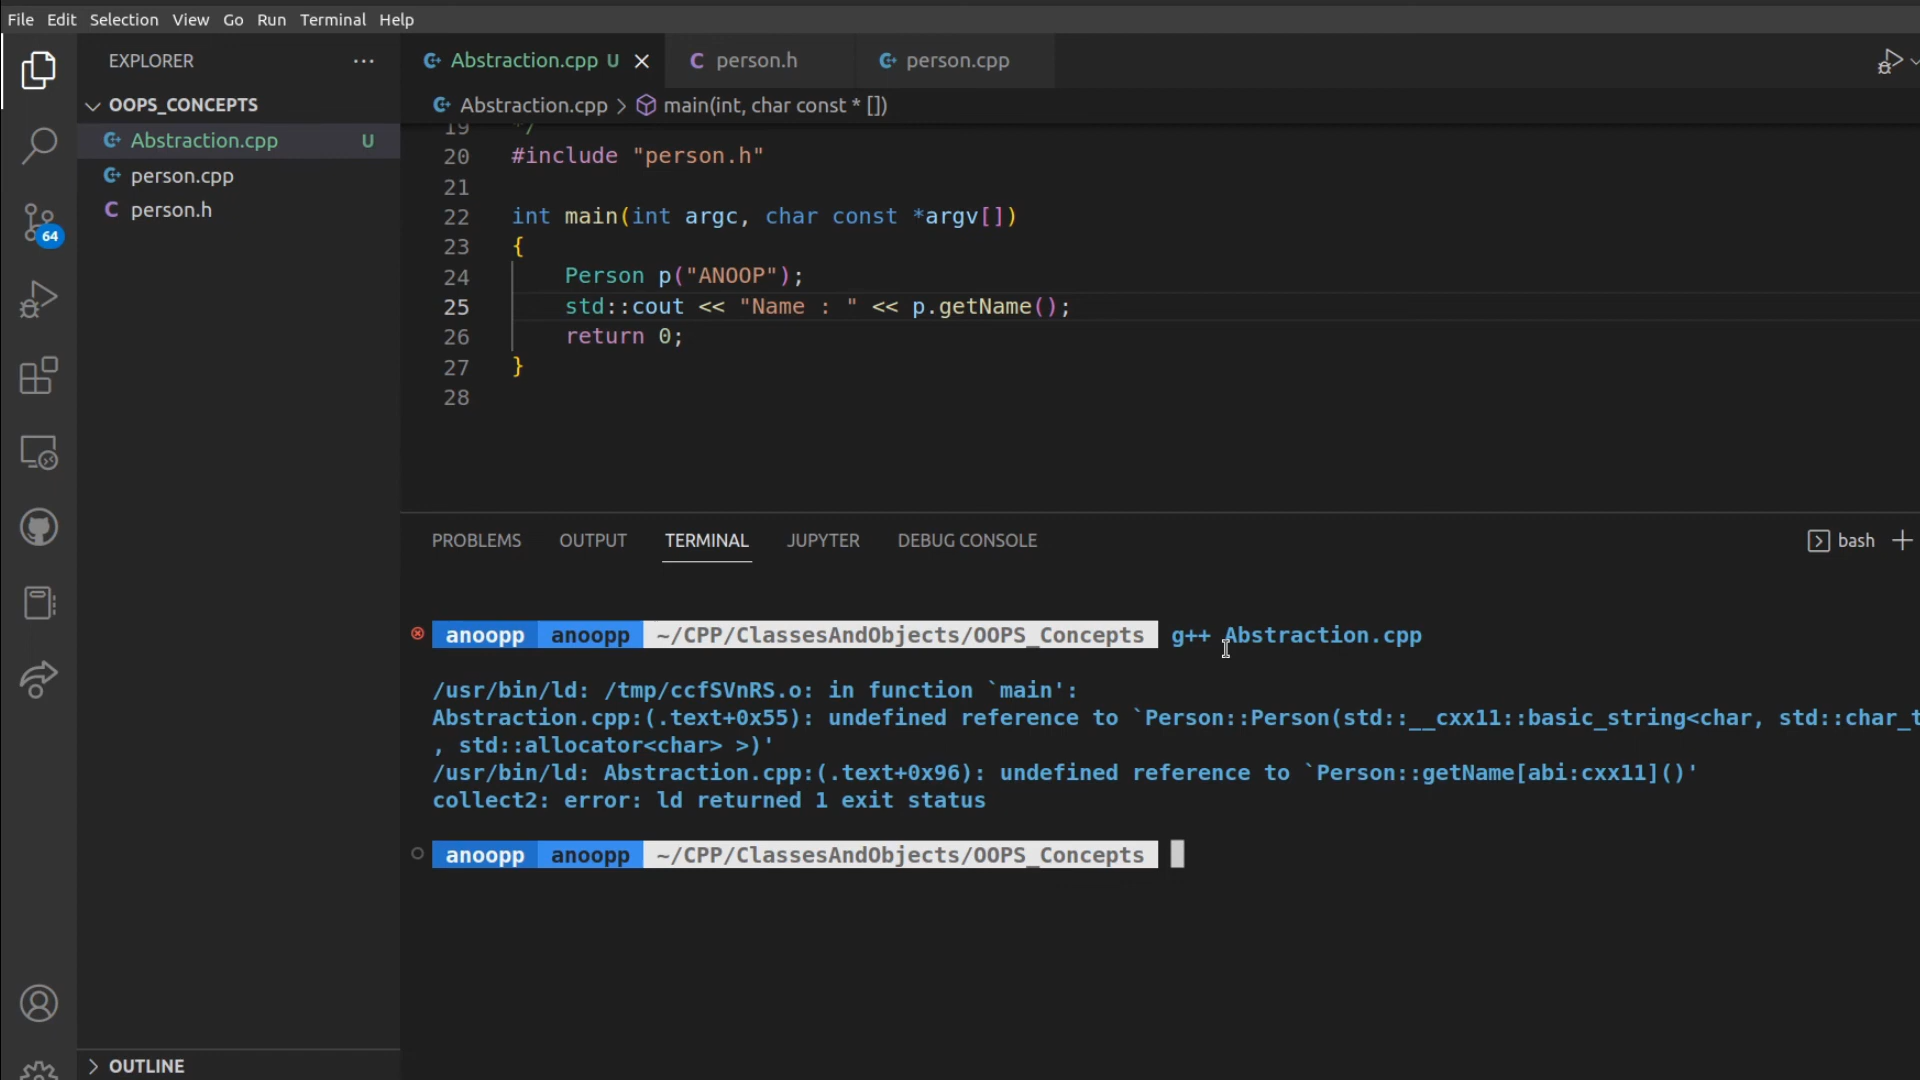 File Edit Selection View Go Run Terminal Help
EXPLORER
OOPS_CONCEPTS
Abstraction.cpp U
person.cpp
person.h
64
OUTLINE
Abstraction.cpp U
person.h
person.cpp
Abstraction.cpp > main(int, char const * [])
19 */
20 #include "person.h"
21
22 int main(int argc, char const *argv[])
23 {
24 Person p("ANOOP");
25 std::cout << "Name : " << p.getName();
26 return 0;
27 }
28
PROBLEMS OUTPUT TERMINAL JUPYTER DEBUG CONSOLE
bash
anoopp anoopp ~/CPP/ClassesAndObjects/OOPS_Concepts g++ Abstraction.cpp
/usr/bin/ld: /tmp/ccfSVnRS.o: in function `main':
Abstraction.cpp:(.text+0x55): undefined reference to `Person::Person(std::__cxx11::basic_string<char, std::char_t
, std::allocator<char> >)'
/usr/bin/ld: Abstraction.cpp:(.text+0x96): undefined reference to `Person::getName[abi:cxx11]()'
collect2: error: ld returned 1 exit status
anoopp anoopp ~/CPP/ClassesAndObjects/OOPS_Concepts